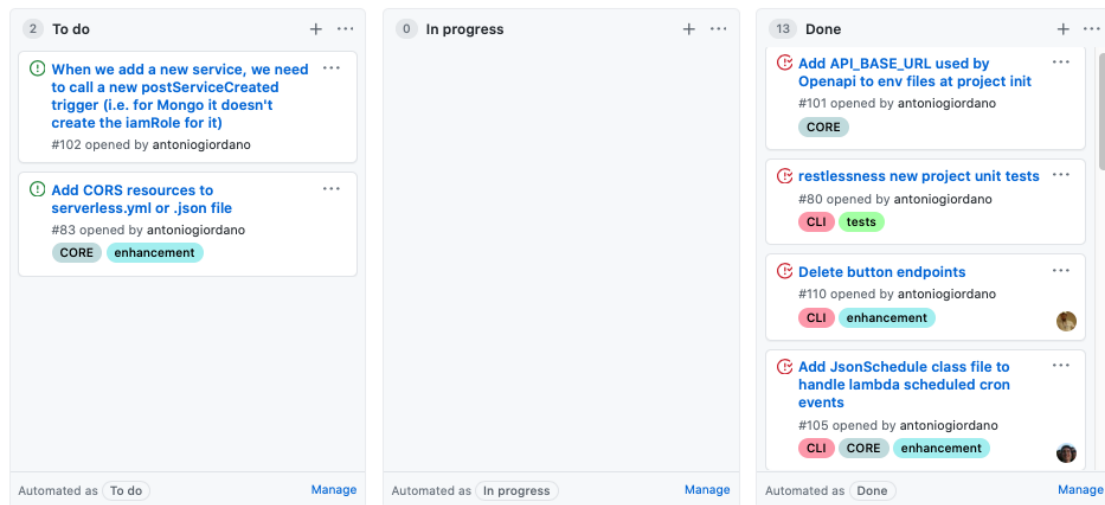 2 To do
When we add a new service, we need
to call a new postServiceCreated
trigger (i.e. for Mongo it doesn't
create the iamRole for it)
#102 opened by antoniogiordano
Add CORS resources to
serverless.yml or .json file
#83 opened by antoniogiordano
CORE enhancement
Automated as To do Manage
0 In progress
Automated as In progress Manage
13 Done
Add API_BASE_URL used by
Openapi to env files at project init
#101 opened by antoniogiordano
CORE
restlessness new project unit tests
#80 opened by antoniogiordano
CLI tests
Delete button endpoints
#110 opened by antoniogiordano
CLI enhancement
Add JsonSchedule class file to
handle lambda scheduled cron
events
#105 opened by antoniogiordano
CLI CORE enhancement
Automated as Done Manage